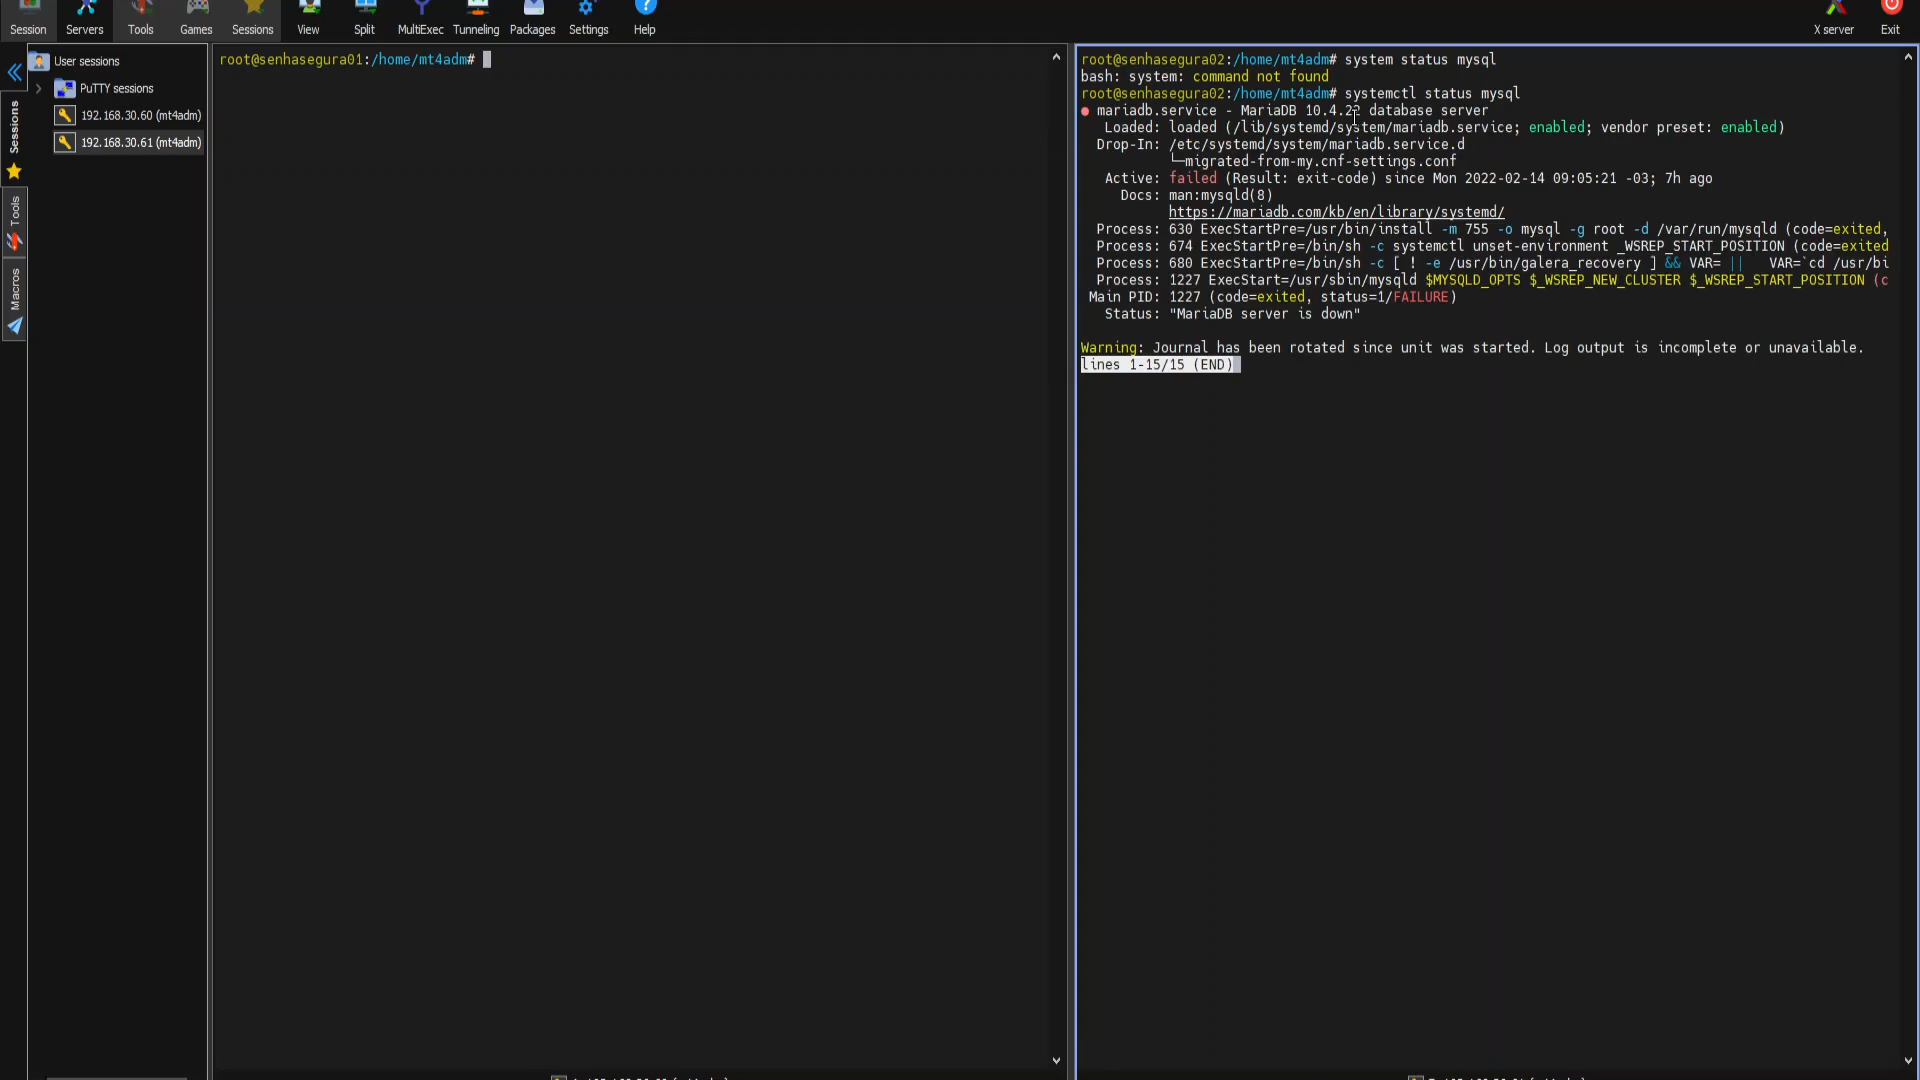 Session Servers Tools Games Sessions View Split MultiExec Tunneling Packages Settings Help X server Exit
User sessions
PuTTY sessions
192.168.30.60 (mt4adm)
192.168.30.61 (mt4adm)
Sessions
Tools
Macros
root@senhasegura01:/home/mt4adm#
root@senhasegura02:/home/mt4adm# system status mysql
bash: system: command not found
root@senhasegura02:/home/mt4adm# systemctl status mysql
● mariadb.service - MariaDB 10.4.22 database server
Loaded: loaded (/lib/systemd/system/mariadb.service; enabled; vendor preset: enabled)
Drop-In: /etc/systemd/system/mariadb.service.d
└─migrated-from-my.cnf-settings.conf
Active: failed (Result: exit-code) since Mon 2022-02-14 09:05:21 -03; 7h ago
Docs: man:mysqld(8)
https://mariadb.com/kb/en/library/systemd/
Process: 630 ExecStartPre=/usr/bin/install -m 755 -o mysql -g root -d /var/run/mysqld (code=exited,
Process: 674 ExecStartPre=/bin/sh -c systemctl unset-environment _WSREP_START_POSITION (code=exited
Process: 680 ExecStartPre=/bin/sh -c [ ! -e /usr/bin/galera_recovery ] && VAR= || VAR=`cd /usr/bi
Process: 1227 ExecStart=/usr/sbin/mysqld $MYSQLD_OPTS $_WSREP_NEW_CLUSTER $_WSREP_START_POSITION (c
Main PID: 1227 (code=exited, status=1/FAILURE)
Status: "MariaDB server is down"
Warning: Journal has been rotated since unit was started. Log output is incomplete or unavailable.
lines 1-15/15 (END)